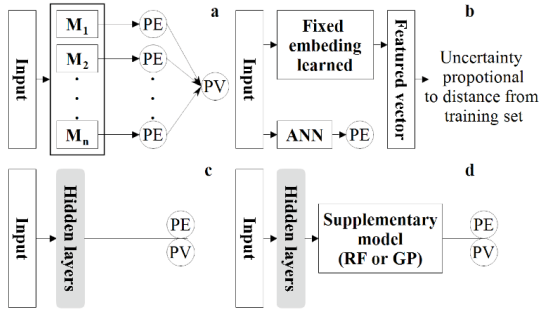 a
Input
M1
PE
M2
PE
Mn
PE
PV
b
Input
Fixed
embeding
learned
ANN
PE
Featured vector
Uncertainty
propotional
to distance from
training set
c
Input
Hidden layers
PE
PV
d
Input
Hidden layers
Supplementary
model
(RF or GP)
PE
PV